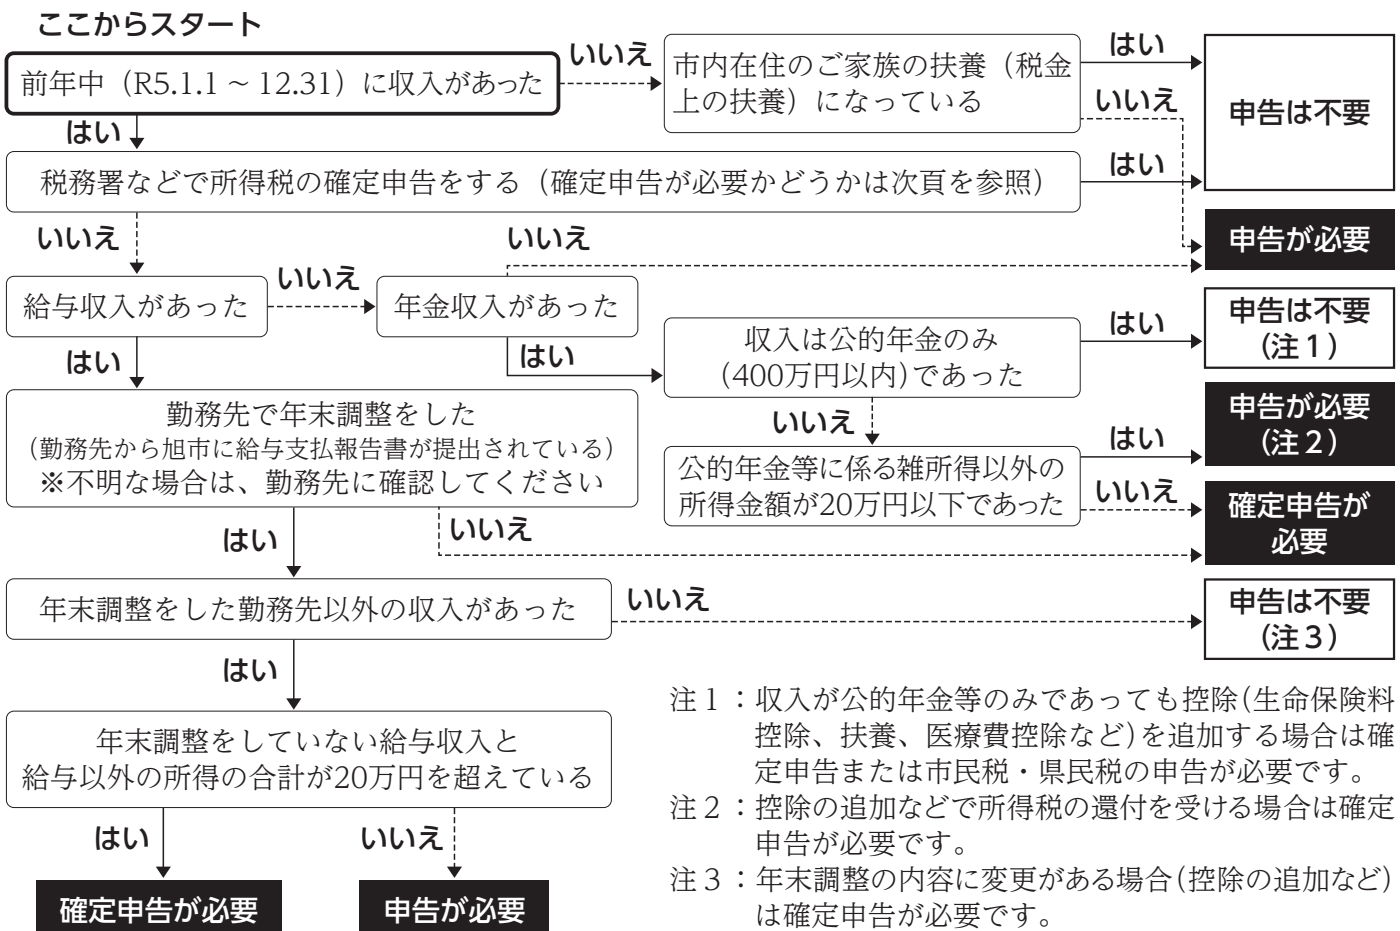 ここからスタート
前年中（R5.1.1 ~ 12.31）に収入があった
いいえ
市内在住のご家族の扶養（税金
上の扶養）になっている
はい
いいえ
申告は不要
はい
税務署などで所得税の確定申告をする（確定申告が必要かどうかは次頁を参照）
はい
申告が必要
いいえ
いいえ
給与収入があった
いいえ
年金収入があった
はい
はい
収入は公的年金のみ
(400万円以内)であった
はい
申告は不要
(注１)
勤務先で年末調整をした
（勤務先から旭市に給与支払報告書が提出されている）
※不明な場合は、勤務先に確認してください
いいえ
公的年金等に係る雑所得以外の
所得金額が20万円以下であった
はい
申告が必要
(注２)
いいえ
確定申告が
必要
はい
いいえ
年末調整をした勤務先以外の収入があった
いいえ
申告は不要
(注３)
はい
年末調整をしていない給与収入と
給与以外の所得の合計が20万円を超えている
はい
いいえ
確定申告が必要
申告が必要
注１：収入が公的年金等のみであっても控除(生命保険料
控除、扶養、医療費控除など)を追加する場合は確
定申告または市民税・県民税の申告が必要です。
注２：控除の追加などで所得税の還付を受ける場合は確定
申告が必要です。
注３：年末調整の内容に変更がある場合(控除の追加など)
は確定申告が必要です。